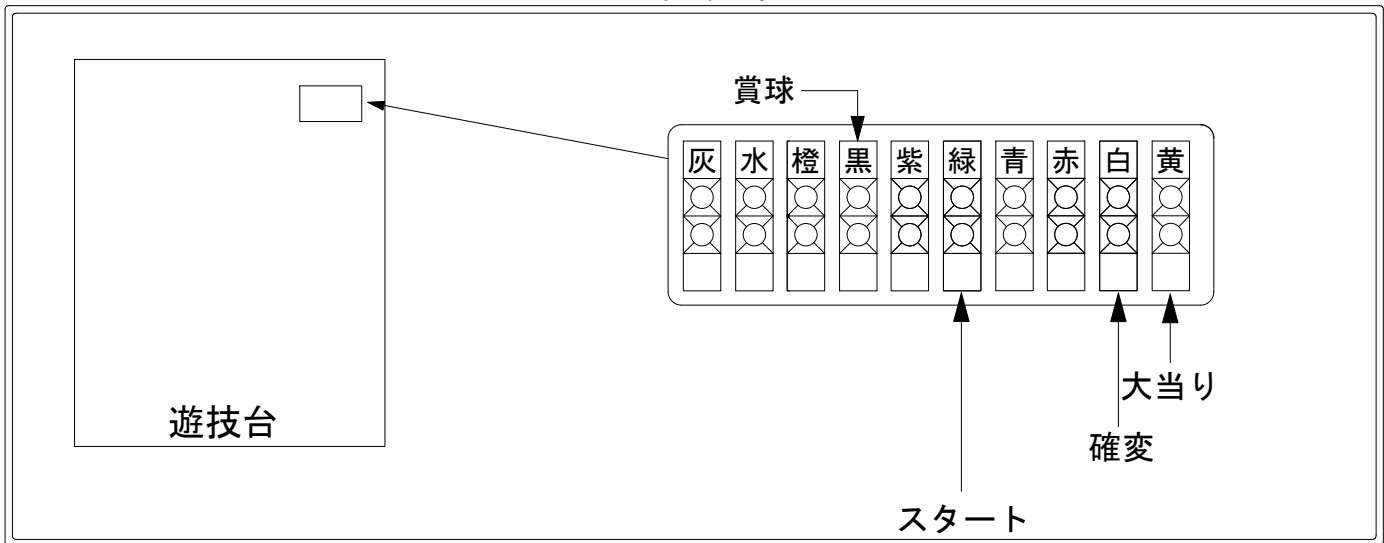 賞球
灰 水 橙 黒 紫 緑 青 赤 白 黄
大当り
遊技台
確変
スタート